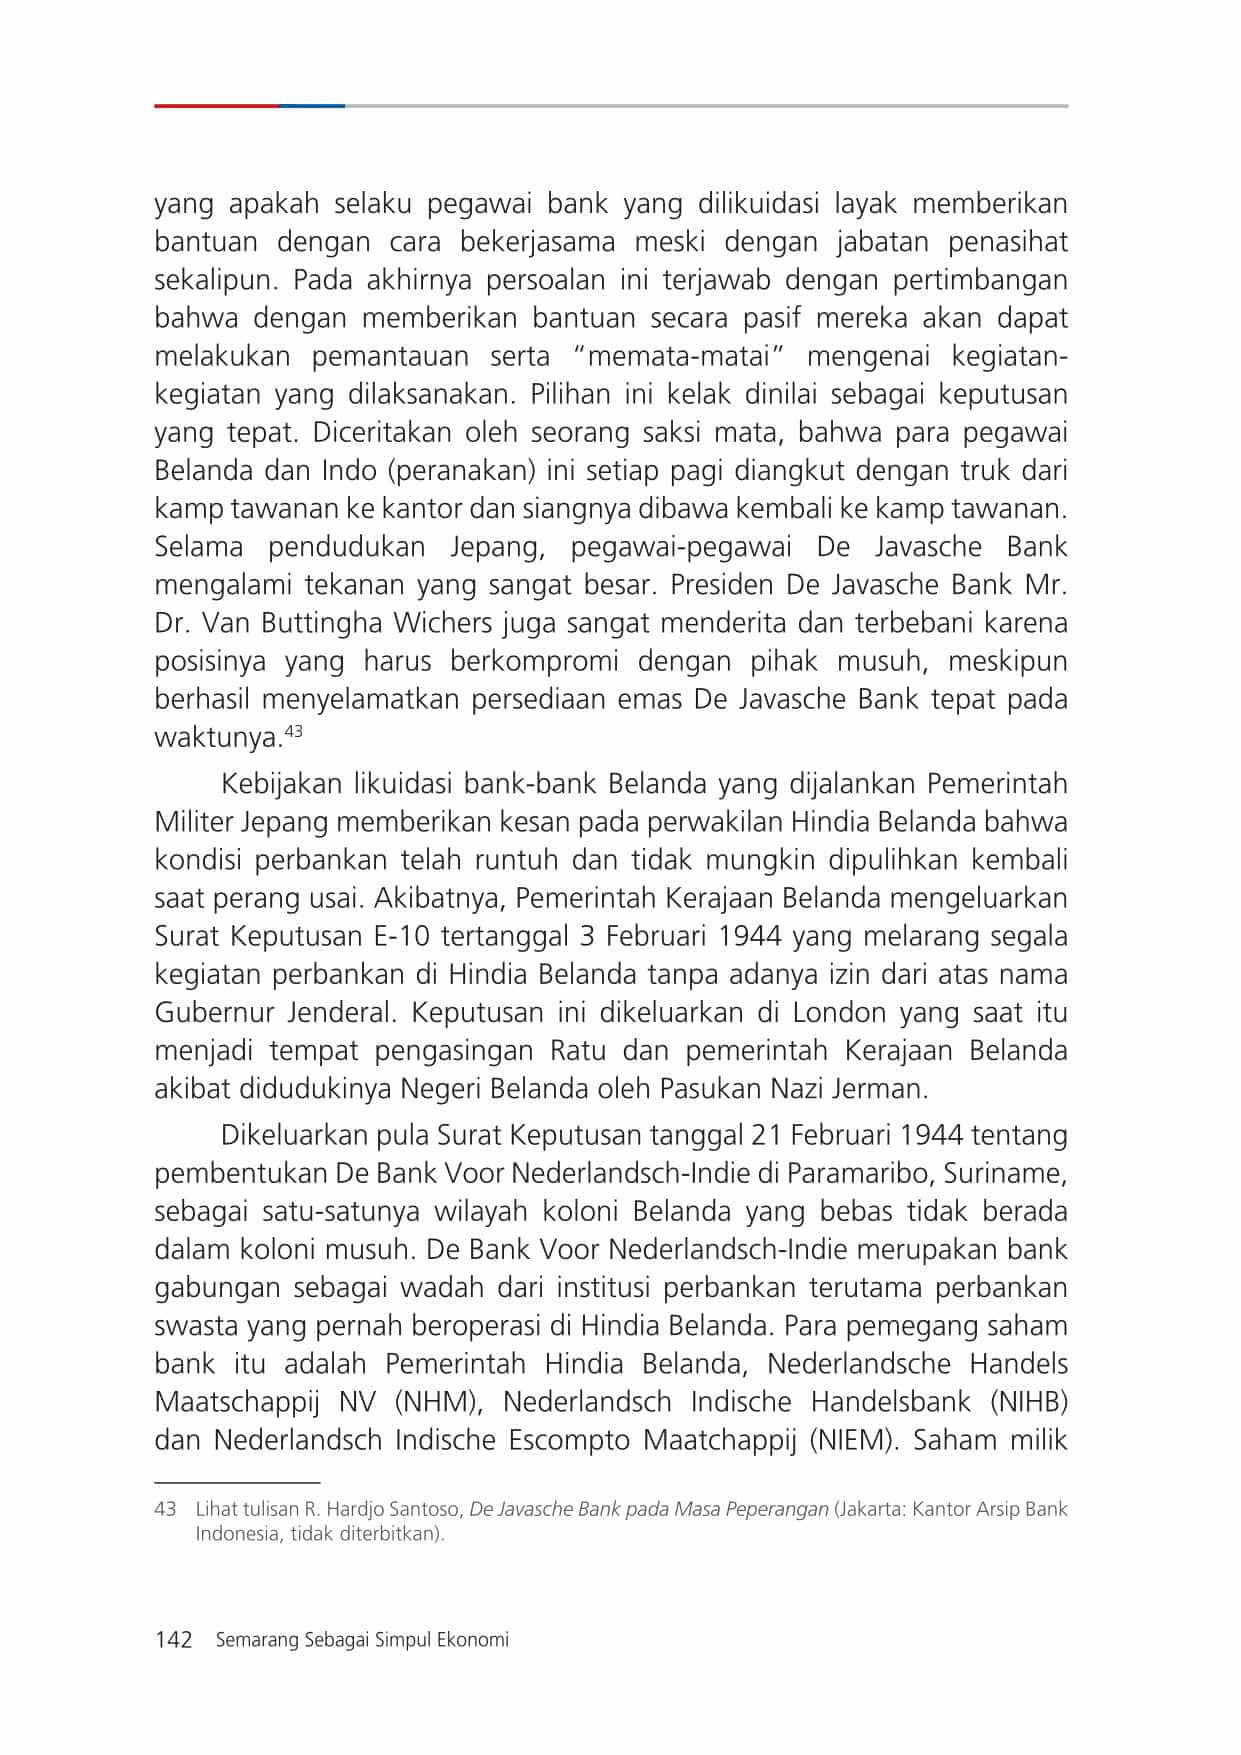 yang apakah selaku pegawai bank yang dilikuidasi layak memberikan
bantuan dengan cara bekerjasama meski dengan jabatan penasihat
sekalipun. Pada akhirnya persoalan ini terjawab dengan pertimbangan
bahwa dengan memberikan bantuan secara pasif mereka akan dapat
melakukan pemantauan serta “memata-matai” mengenai kegiatan-
kegiatan yang dilaksanakan. Pilihan ini kelak dinilai sebagai keputusan
yang tepat. Diceritakan oleh seorang saksi mata, bahwa para pegawai
Belanda dan Indo (peranakan) ini setiap pagi diangkut dengan truk dari
kamp tawanan ke kantor dan siangnya dibawa kembali ke kamp tawanan.
Selama pendudukan Jepang, pegawai-pegawai De Javasche Bank
mengalami tekanan yang sangat besar. Presiden De Javasche Bank Mr.
Dr. Van Buttingha Wichers juga sangat menderita dan terbebani karena
posisinya yang harus berkompromi dengan pihak musuh, meskipun
berhasil menyelamatkan persediaan emas De Javasche Bank tepat pada
waktunya.43
Kebijakan likuidasi bank-bank Belanda yang dijalankan Pemerintah
Militer Jepang memberikan kesan pada perwakilan Hindia Belanda bahwa
kondisi perbankan telah runtuh dan tidak mungkin dipulihkan kembali
saat perang usai. Akibatnya, Pemerintah Kerajaan Belanda mengeluarkan
Surat Keputusan E-10 tertanggal 3 Februari 1944 yang melarang segala
kegiatan perbankan di Hindia Belanda tanpa adanya izin dari atas nama
Gubernur Jenderal. Keputusan ini dikeluarkan di London yang saat itu
menjadi tempat pengasingan Ratu dan pemerintah Kerajaan Belanda
akibat didudukinya Negeri Belanda oleh Pasukan Nazi Jerman.
Dikeluarkan pula Surat Keputusan tanggal 21 Februari 1944 tentang
pembentukan De Bank Voor Nederlandsch-Indie di Paramaribo, Suriname,
sebagai satu-satunya wilayah koloni Belanda yang bebas tidak berada
dalam koloni musuh. De Bank Voor Nederlandsch-Indie merupakan bank
gabungan sebagai wadah dari institusi perbankan terutama perbankan
swasta yang pernah beroperasi di Hindia Belanda. Para pemegang saham
bank itu adalah Pemerintah Hindia Belanda, Nederlandsche Handels
Maatschappij NV (NHM), Nederlandsch Indische Handelsbank (NIHB)
dan Nederlandsch Indische Escompto Maatchappij (NIEM). Saham milik
43 Lihat tulisan R. Hardjo Santoso, De Javasche Bank pada Masa Peperangan (Jakarta: Kantor Arsip Bank
Indonesia, tidak diterbitkan).
142 Semarang Sebagai Simpul Ekonomi